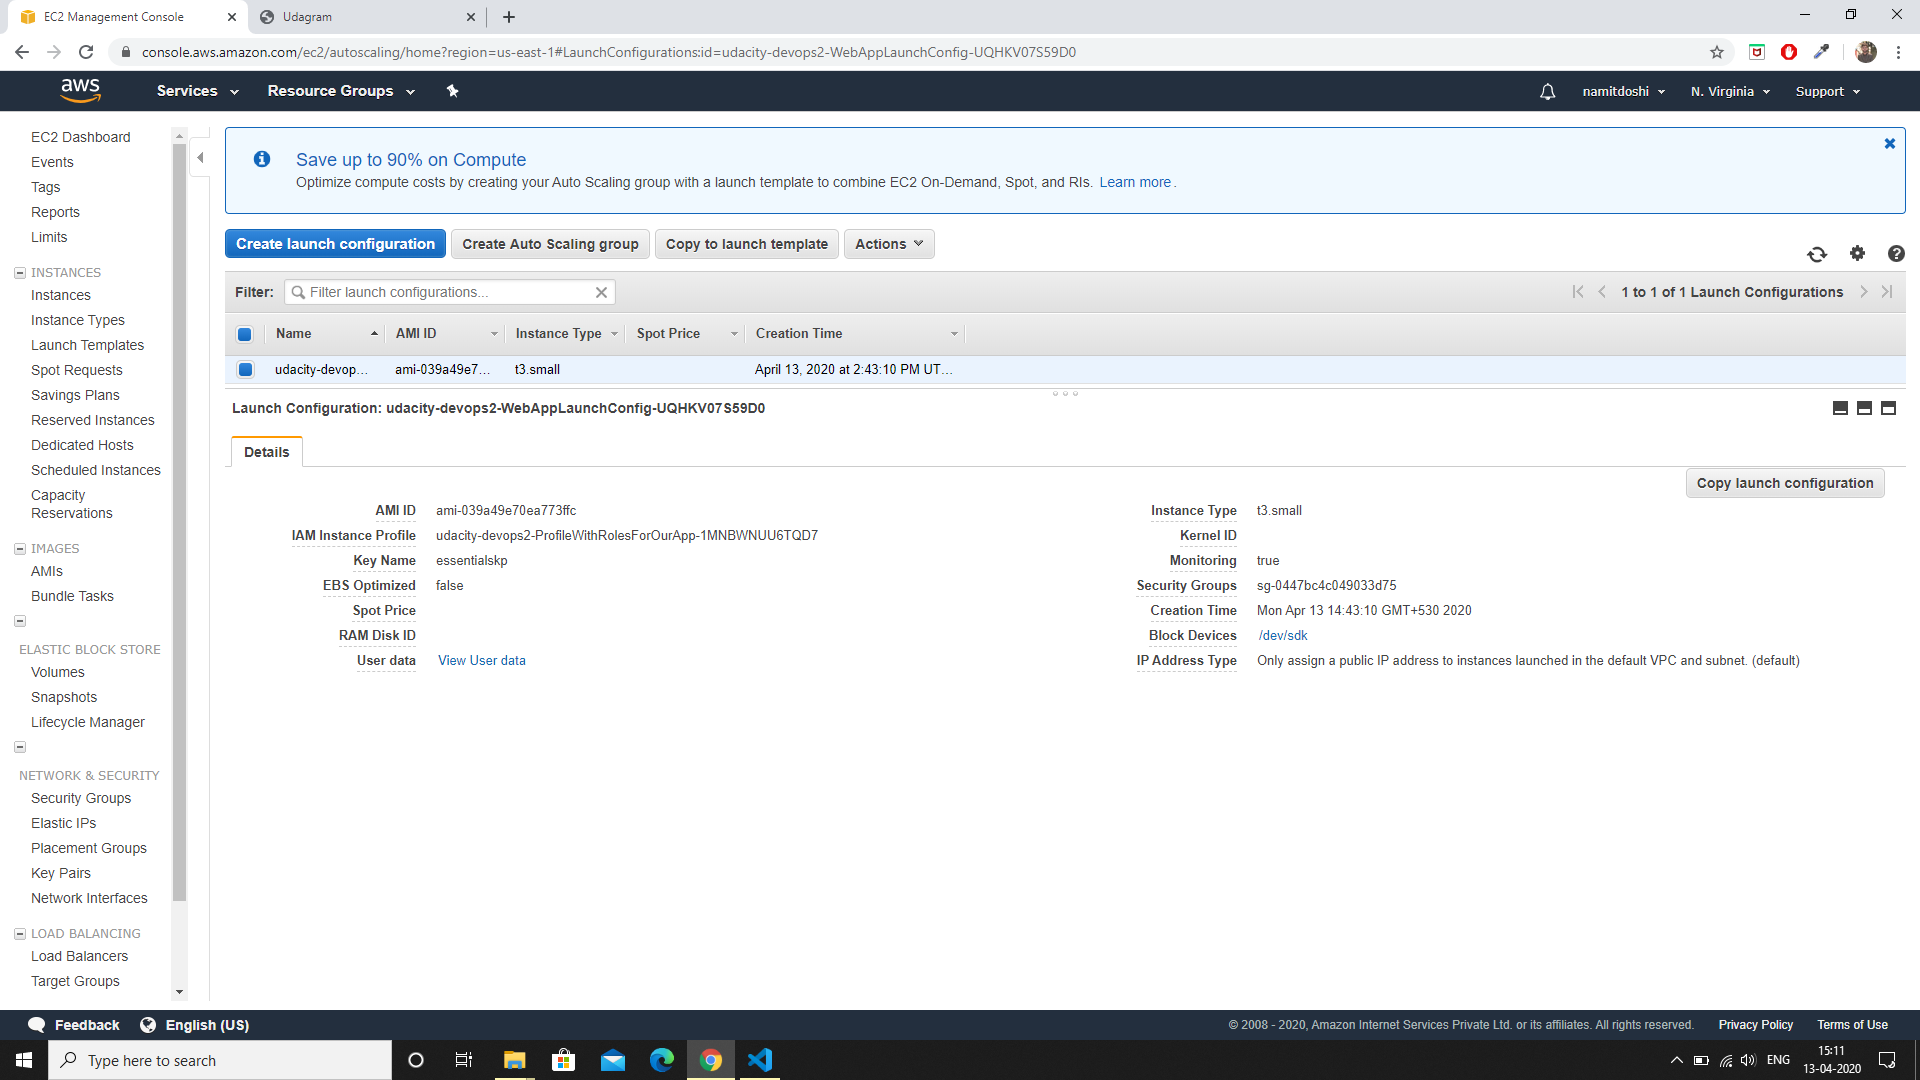 EC2 Management Console
Udagram
console.aws.amazon.com/ec2/autoscaling/home?region=us-east-1#LaunchConfigurations:id=udacity-devops2-WebAppLaunchConfig-UQHKV07S59D0
aws Services Resource Groups namitdoshi N. Virginia Support
EC2 Dashboard
Events
Tags
Reports
Limits
INSTANCES
Instances
Instance Types
Launch Templates
Spot Requests
Savings Plans
Reserved Instances
Dedicated Hosts
Scheduled Instances
Capacity
Reservations
IMAGES
AMIs
Bundle Tasks
ELASTIC BLOCK STORE
Volumes
Snapshots
Lifecycle Manager
NETWORK & SECURITY
Security Groups
Elastic IPs
Placement Groups
Key Pairs
Network Interfaces
LOAD BALANCING
Load Balancers
Target Groups
Save up to 90% on Compute
Optimize compute costs by creating your Auto Scaling group with a launch template to combine EC2 On-Demand, Spot, and RIs. Learn more.
Create launch configuration Create Auto Scaling group Copy to launch template Actions
Filter: Filter launch configurations... 1 to 1 of 1 Launch Configurations
Name AMI ID Instance Type Spot Price Creation Time
udacity-devop... ami-039a49e7... t3.small April 13, 2020 at 2:43:10 PM UT...
Launch Configuration: udacity-devops2-WebAppLaunchConfig-UQHKV07S59D0
Details
Copy launch configuration
AMI ID ami-039a49e70ea773ffc
IAM Instance Profile udacity-devops2-ProfileWithRolesForOurApp-1MNBWNUU6TQD7
Key Name essentialskp
EBS Optimized false
Spot Price
RAM Disk ID
User data View User data
Instance Type t3.small
Kernel ID
Monitoring true
Security Groups sg-0447bc4c049033d75
Creation Time Mon Apr 13 14:43:10 GMT+530 2020
Block Devices /dev/sdk
IP Address Type Only assign a public IP address to instances launched in the default VPC and subnet. (default)
Feedback English (US) © 2008 - 2020, Amazon Internet Services Private Ltd. or its affiliates. All rights reserved. Privacy Policy Terms of Use
Type here to search
ENG
15:11
13-04-2020